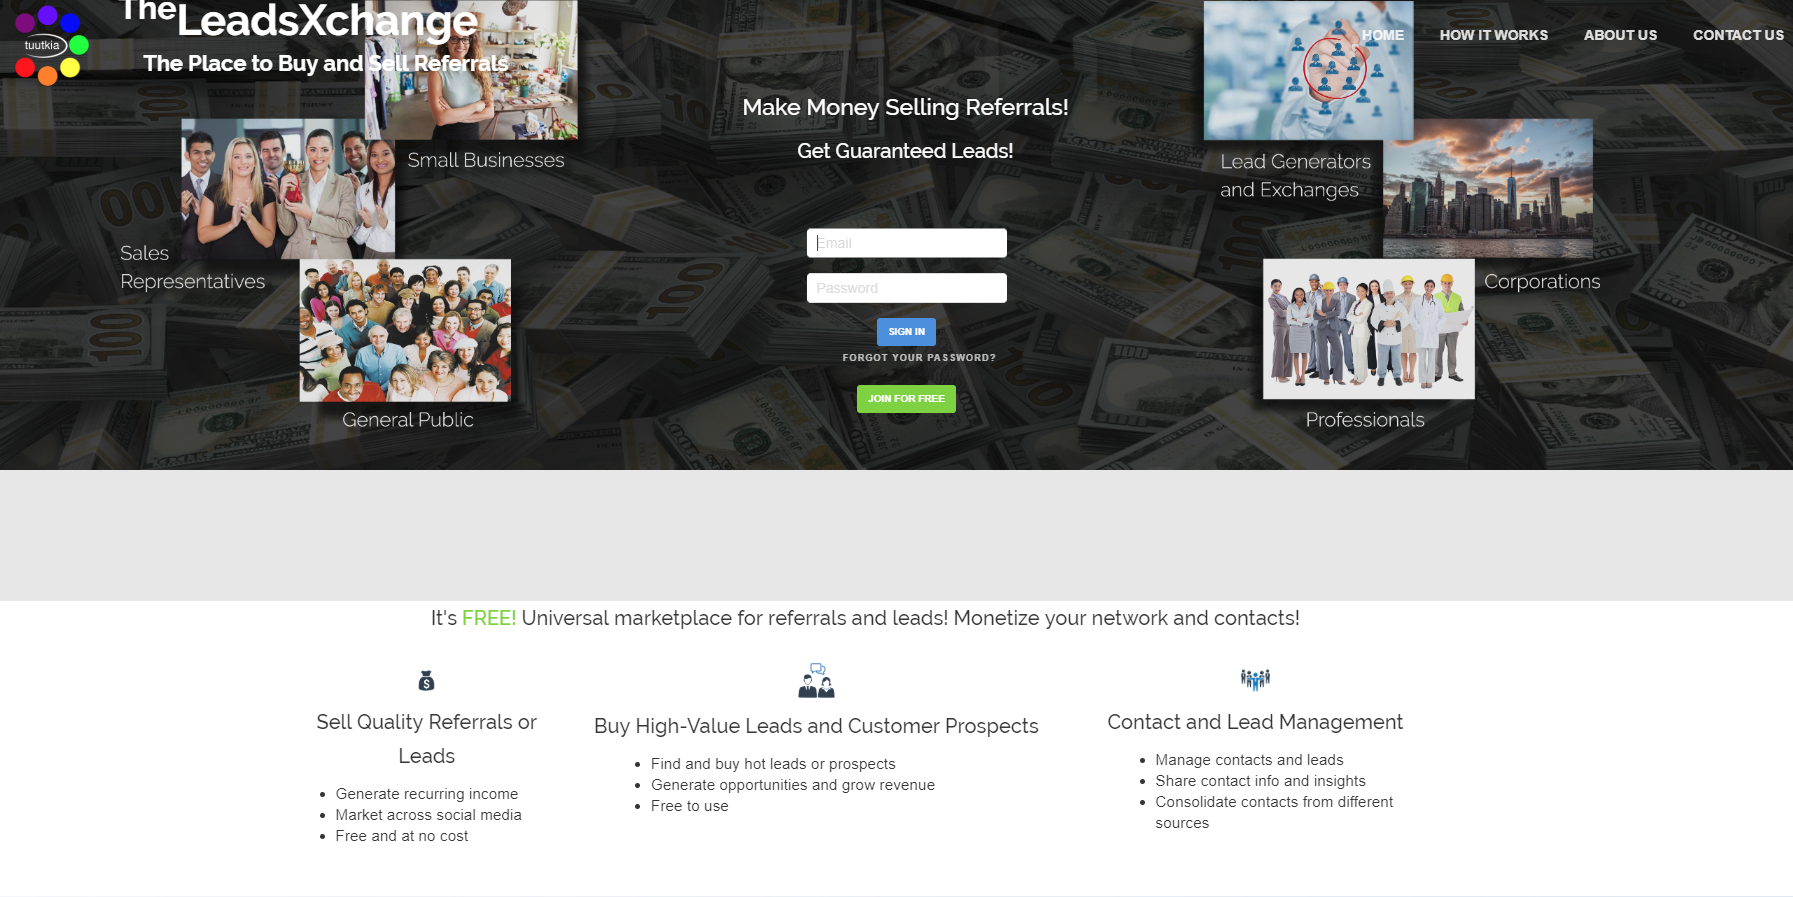 tuutkia
TheLeadsXchange
The Place to Buy and Sell Referrals
HOME
HOW IT WORKS
ABOUT US
CONTACT US
Small Businesses
Sales
Representatives
General Public
Make Money Selling Referrals!
Get Guaranteed Leads!
Email
Password
SIGN IN
FORGOT YOUR PASSWORD?
JOIN FOR FREE
Lead Generators
and Exchanges
Corporations
Professionals
It's FREE! Universal marketplace for referrals and leads! Monetize your network and contacts!
Sell Quality Referrals or
Leads
• Generate recurring income
• Market across social media
• Free and at no cost
Buy High-Value Leads and Customer Prospects
• Find and buy hot leads or prospects
• Generate opportunities and grow revenue
• Free to use
Contact and Lead Management
• Manage contacts and leads
• Share contact info and insights
• Consolidate contacts from different
sources